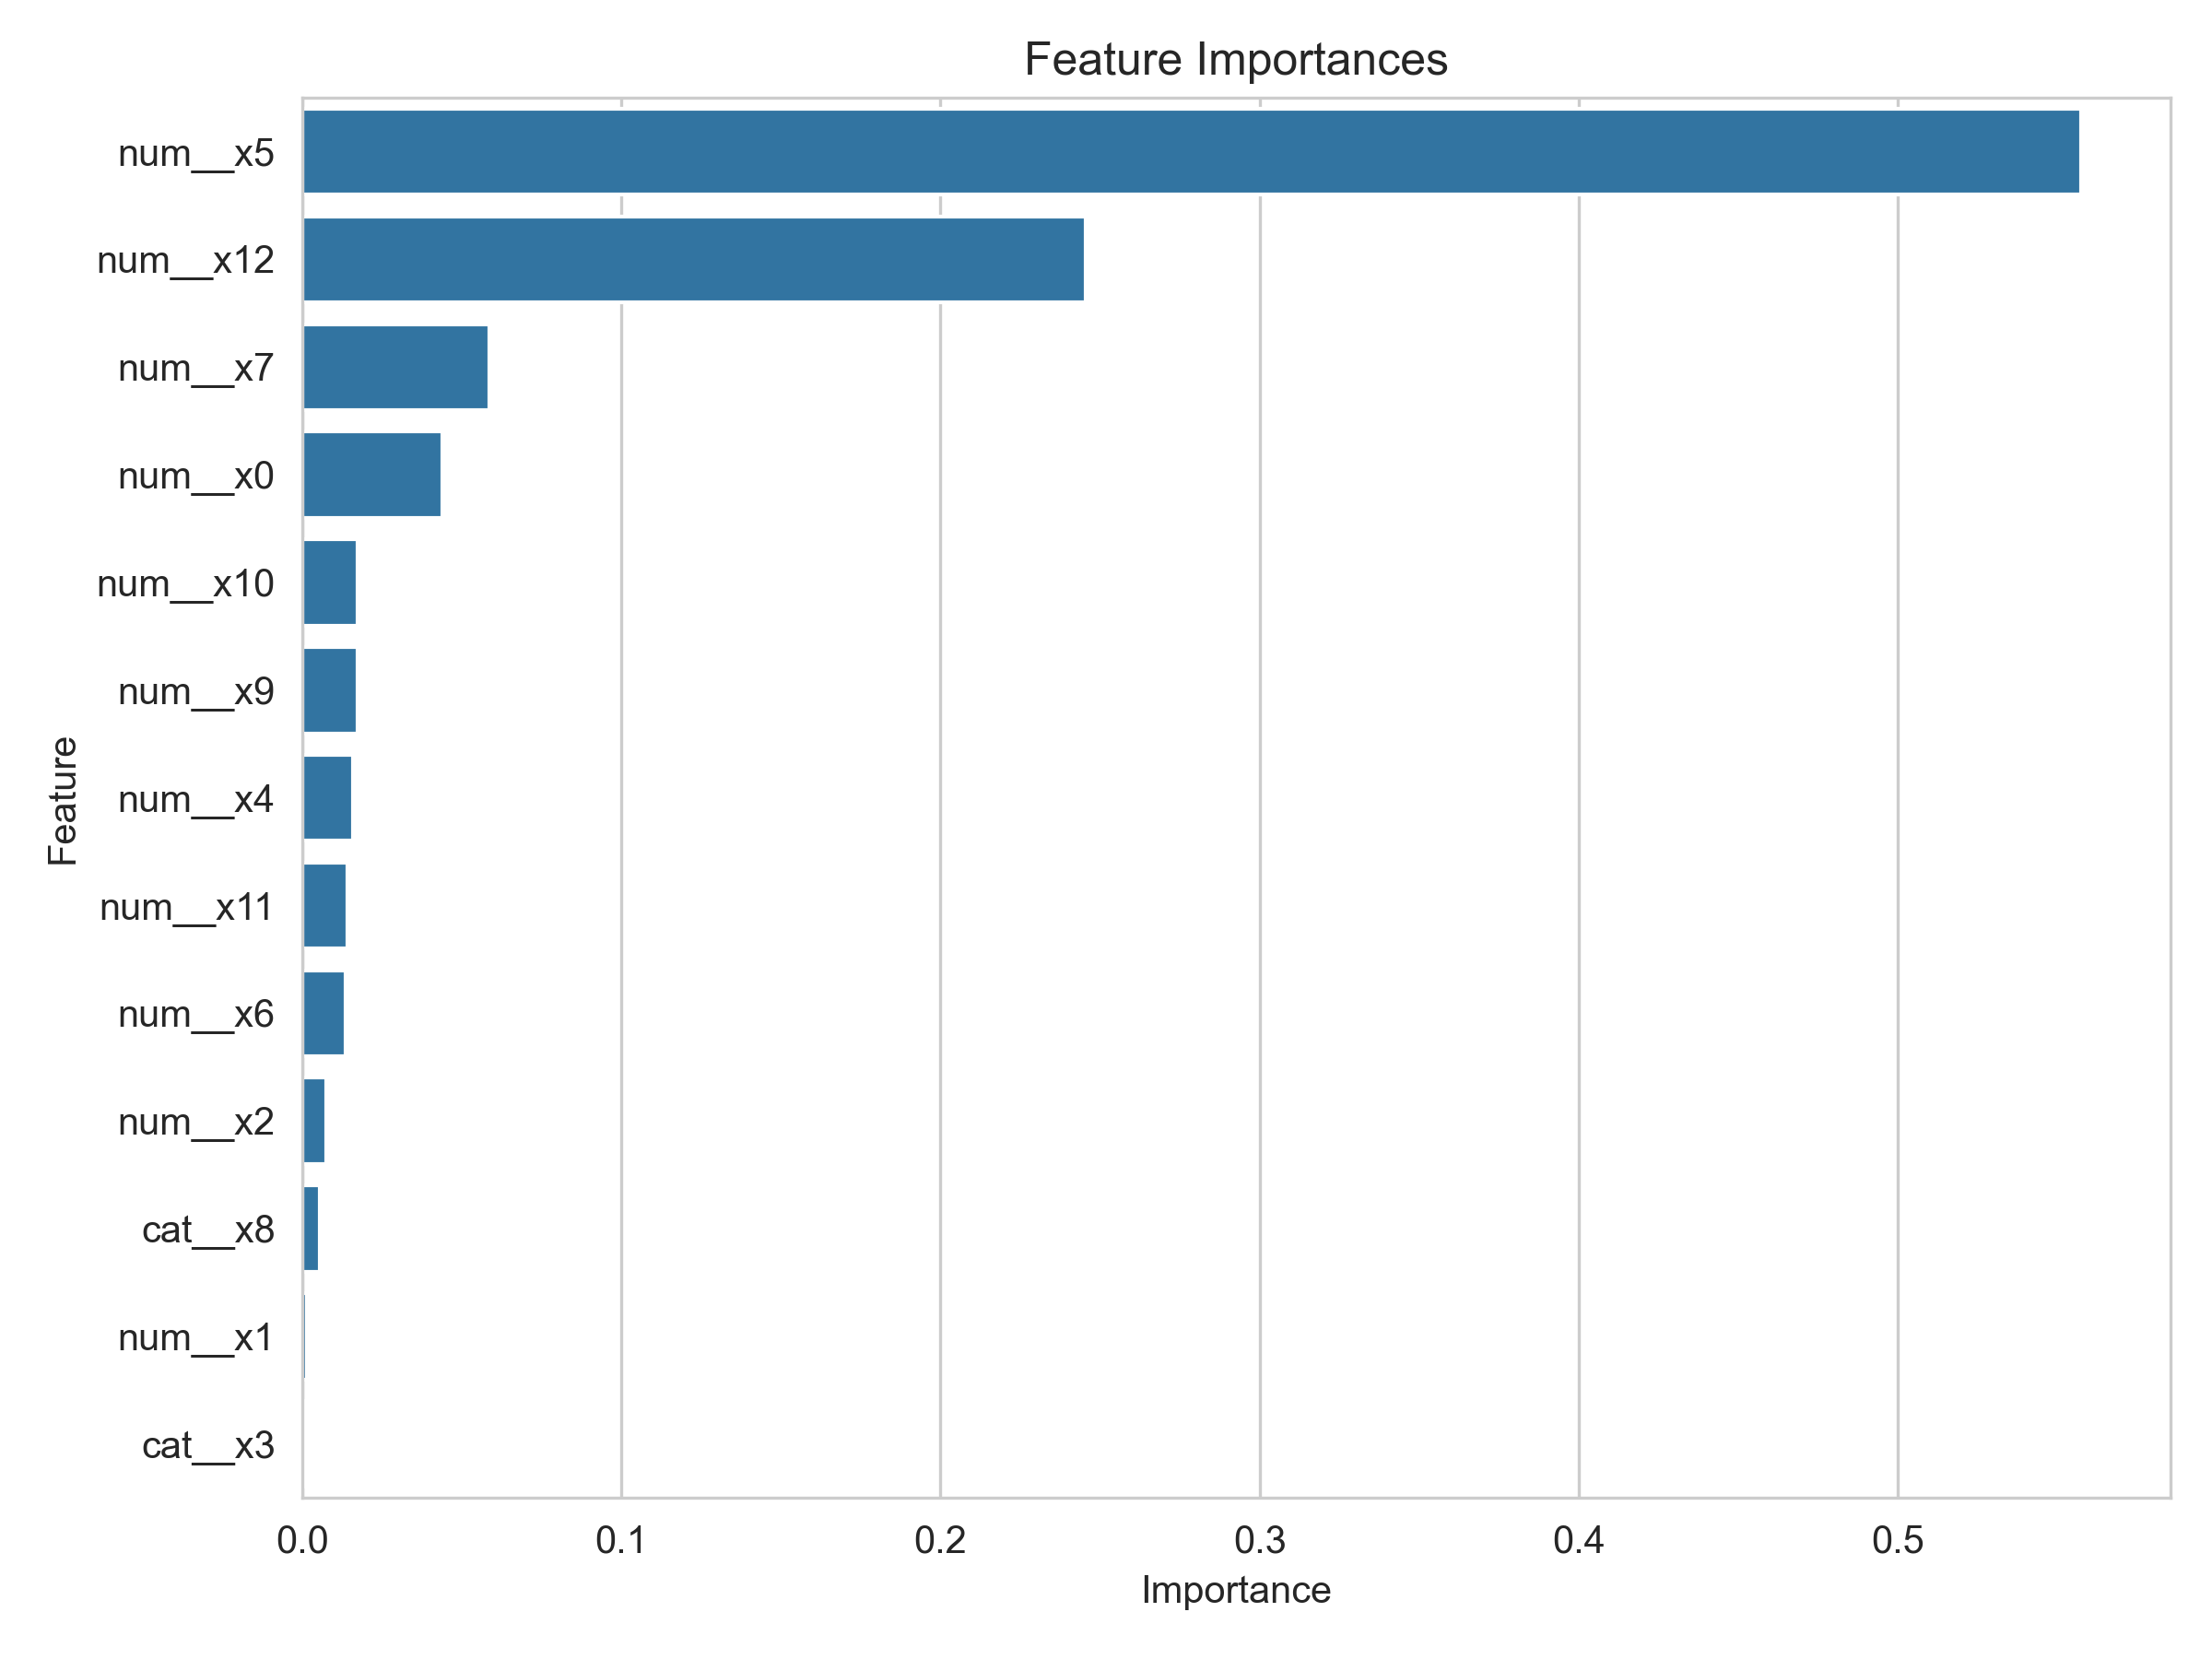 Feature Importances
num__x5
num__x12
num__x7
num__x0
num__x10
num__x9
num__x4
num__x11
num__x6
num__x2
cat__x8
num__x1
cat__x3
Feature
0.0 0.1 0.2 0.3 0.4 0.5
Importance